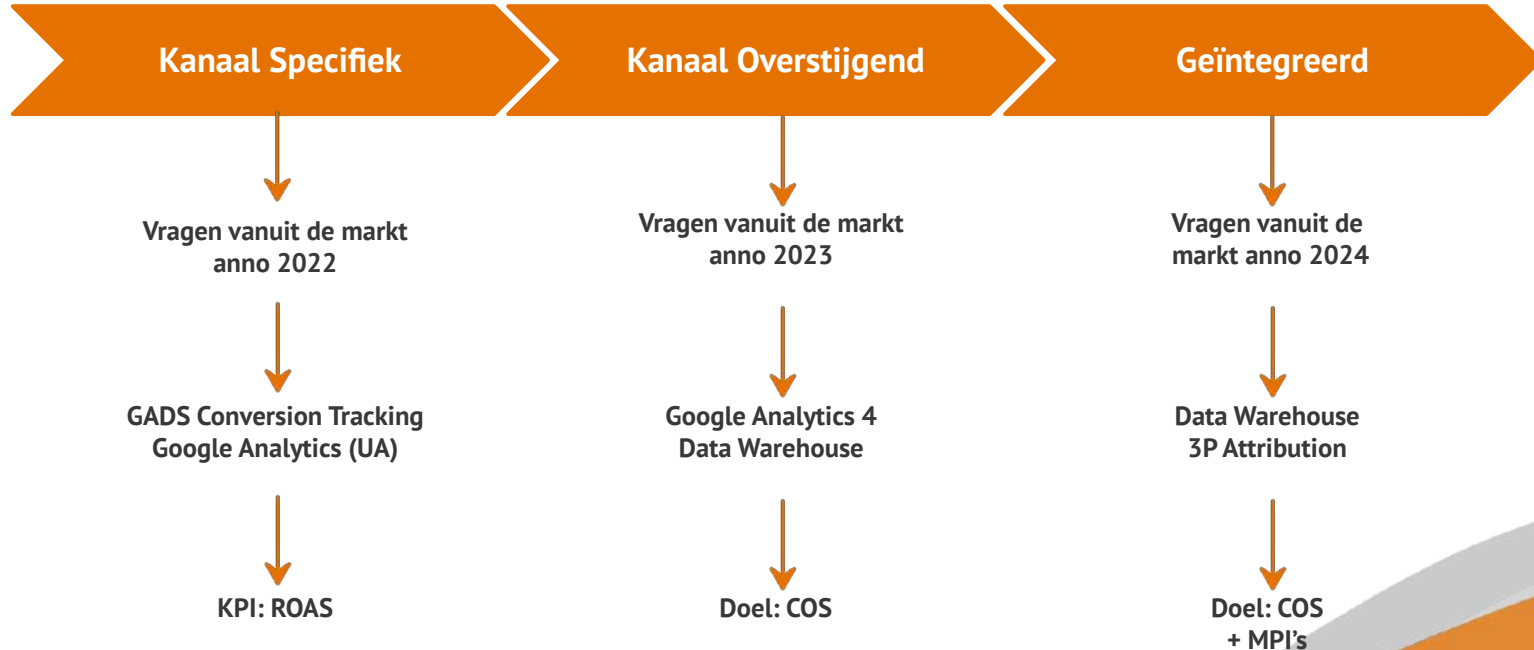 Kanaal Specifiek
Kanaal Overstijgend
Geïntegreerd
Vragen vanuit de markt
anno 2022
Vragen vanuit de markt
anno 2023
Vragen vanuit de
markt anno 2024
GADS Conversion Tracking
Google Analytics (UA)
Google Analytics 4
Data Warehouse
Data Warehouse
3P Attribution
KPI: ROAS
Doel: COS
Doel: COS
+ MPI’s